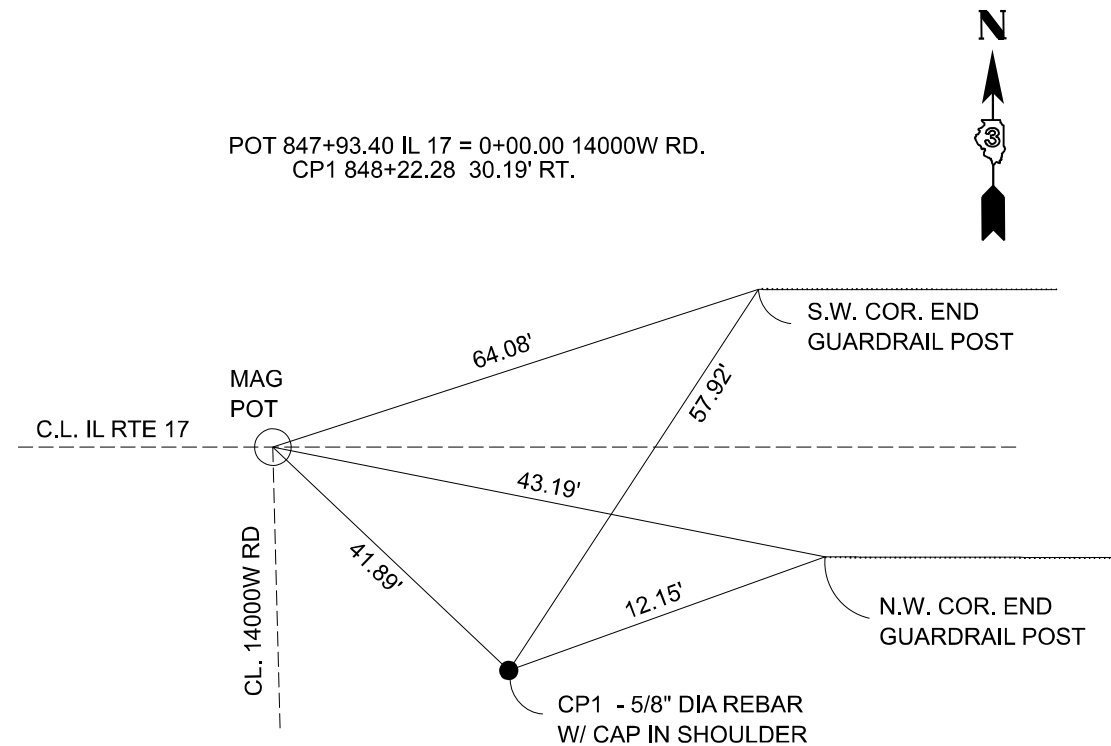 N
3
POT 847+93.40 IL 17 = 0+00.00 14000W RD.
CP1 848+22.28 30.19' RT.
S.W. COR. END
GUARDRAIL POST
64.08'
57.92'
MAG
POT
C.L. IL RTE 17
43.19'
CL. 14000W RD
41.89'
12.15'
N.W. COR. END
GUARDRAIL POST
CP1 - 5/8" DIA REBAR
W/ CAP IN SHOULDER